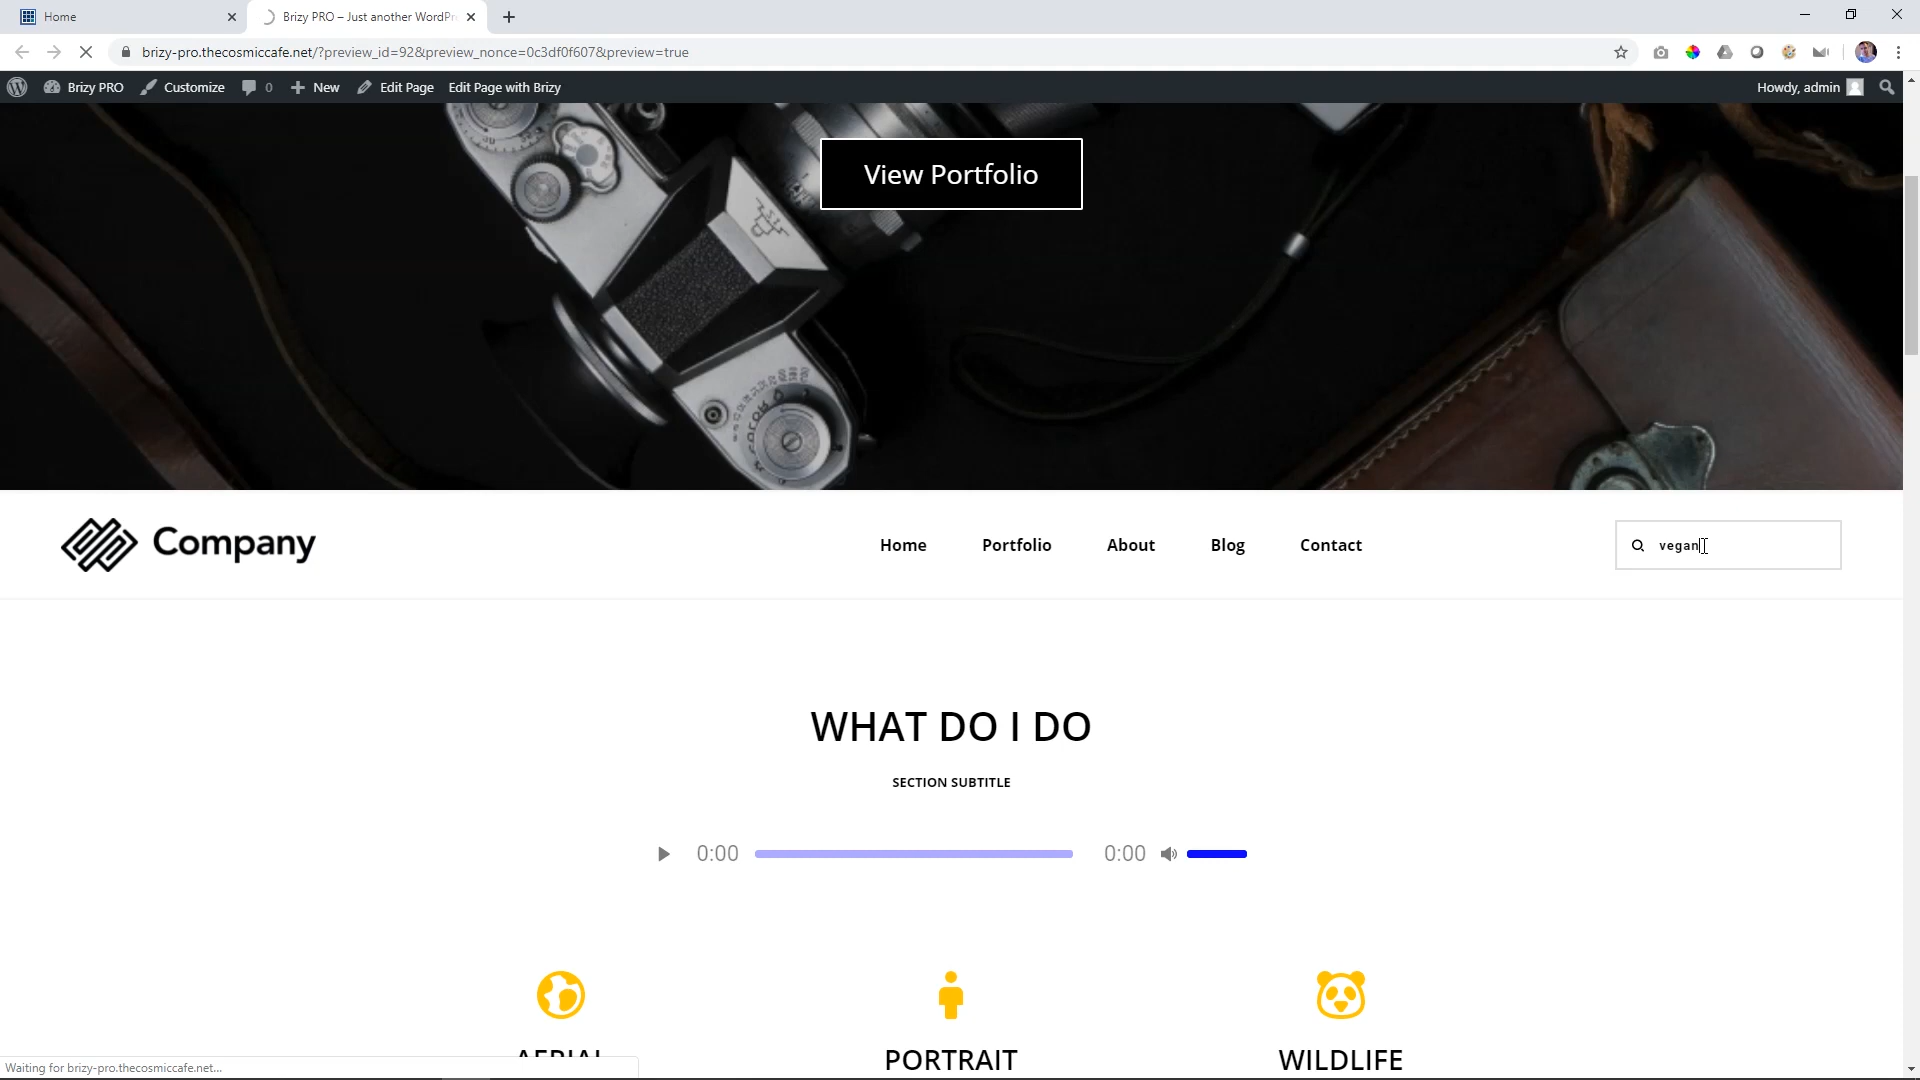 Home
Brizy PRO – Just another WordPr
brizy-pro.thecosmiccafe.net/?preview_id=92&preview_nonce=0c3df0f607&preview=true
Brizy PRO Customize 0 New Edit Page Edit Page with Brizy Howdy, admin
View Portfolio
Company Home Portfolio About Blog Contact vegan
WHAT DO I DO
SECTION SUBTITLE
0:00 0:00
AERIAL PORTRAIT WILDLIFE
Waiting for brizy-pro.thecosmiccafe.net...